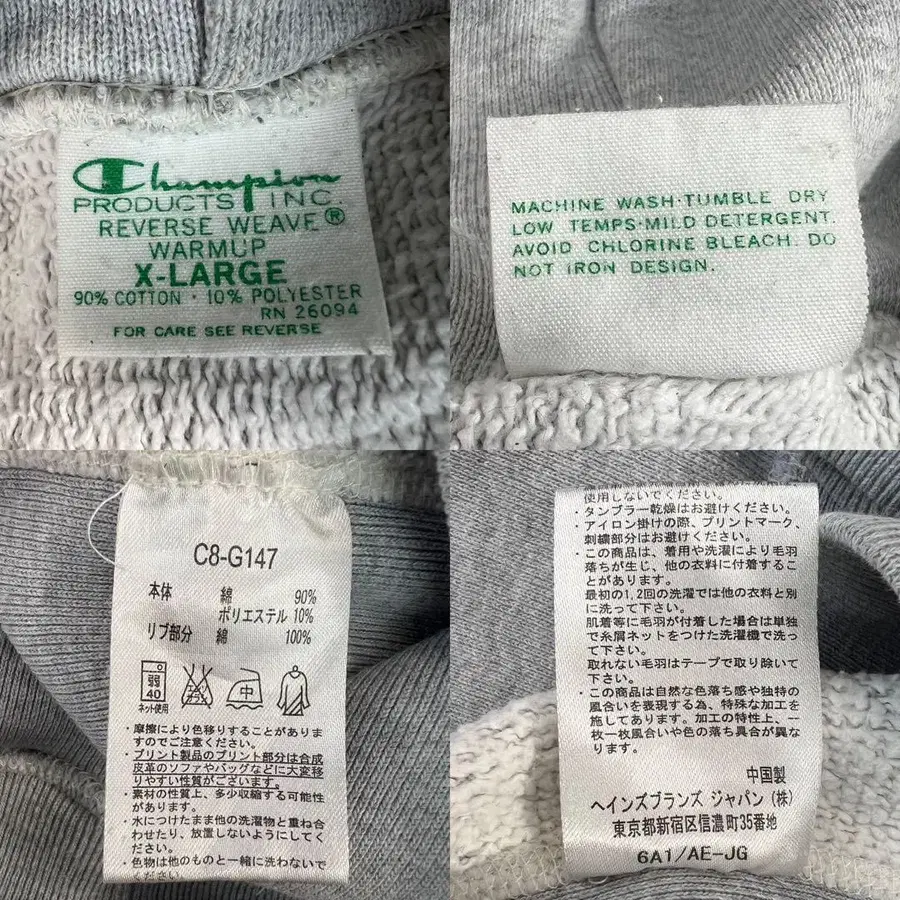 Champion
PRODUCTS INC.
REVERSE WEAVE®
WARMUP
X-LARGE
90% COTTON · 10% POLYESTER
RN 26094
FOR CARE SEE REVERSE
MACHINE WASH·TUMBLE DRY
LOW TEMPS·MILD DETERGENT.
AVOID CHLORINE BLEACH. DO
NOT IRON DESIGN.
C8-G147
本体 綿 90%
ポリエステル 10%
リブ部分 綿 100%
弱
40
エンソサラシ
中
ネット使用
・摩擦により色移りすることがありま
すのでご注意ください。
・プリント製品のプリント部分は合成
皮革のソファやバッグなどに大変移
りやすい性質がございます。
・素材の性質上、多少収縮する可能性
があります。
・水につけたまま他の洗濯物と重ね合
わせたり、放置しないようにしてく
ださい。
・色物は他のものと一緒に洗わないで
ください。
使用しないでください。
・タンブラー乾燥はお避けください。
・アイロン掛けの際、プリントマーク、
刺繍部分はお避けください。
・この商品は、着用や洗濯により毛羽
落ちが生じ、他の衣料に付着するこ
とがあります。
最初の1,2回の洗濯では他の衣料と別
に洗って下さい。
肌着等に毛羽が付着した場合は単独
で糸屑ネットをつけた洗濯機で洗っ
て下さい。
取れない毛羽はテープで取り除いて
下さい。
・この商品は自然な色落ち感や独特の
風合いを表現する為、特殊な加工を
施してあります。加工の特性上、一
枚一枚風合いや色の落ち具合が異な
ります。
中国製
ヘインズブランズ ジャパン (株)
東京都新宿区信濃町35番地
6A1/AE-JG